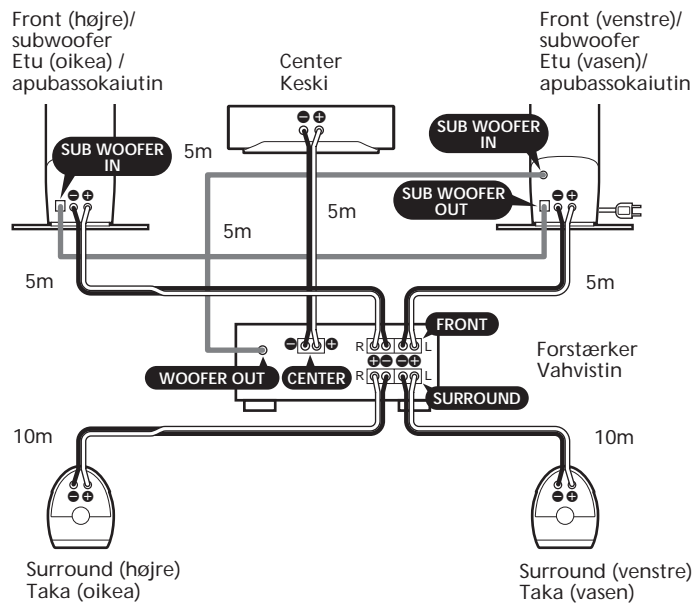 Front (højre)/
subwoofer
Etu (oikea) /
apubassokaiutin
Center
Keski
Front (venstre)/
subwoofer
Etu (vasen)/
apubassokaiutin
SUB WOOFER
IN
5m
SUB WOOFER
IN
SUB WOOFER
OUT
5m
5m
5m
5m
FRONT
R
L
WOOFER OUT
CENTER
R
L
SURROUND
Forstærker
Vahvistin
10m
10m
Surround (højre)
Taka (oikea)
Surround (venstre)
Taka (vasen)